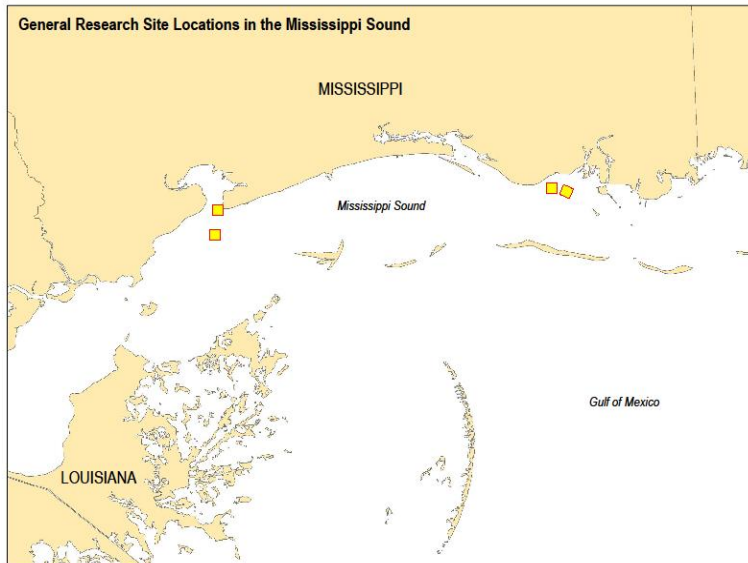 General Research Site Locations in the Mississippi Sound
MISSISSIPPI
Mississippi Sound
Gulf of Mexico
LOUISIANA